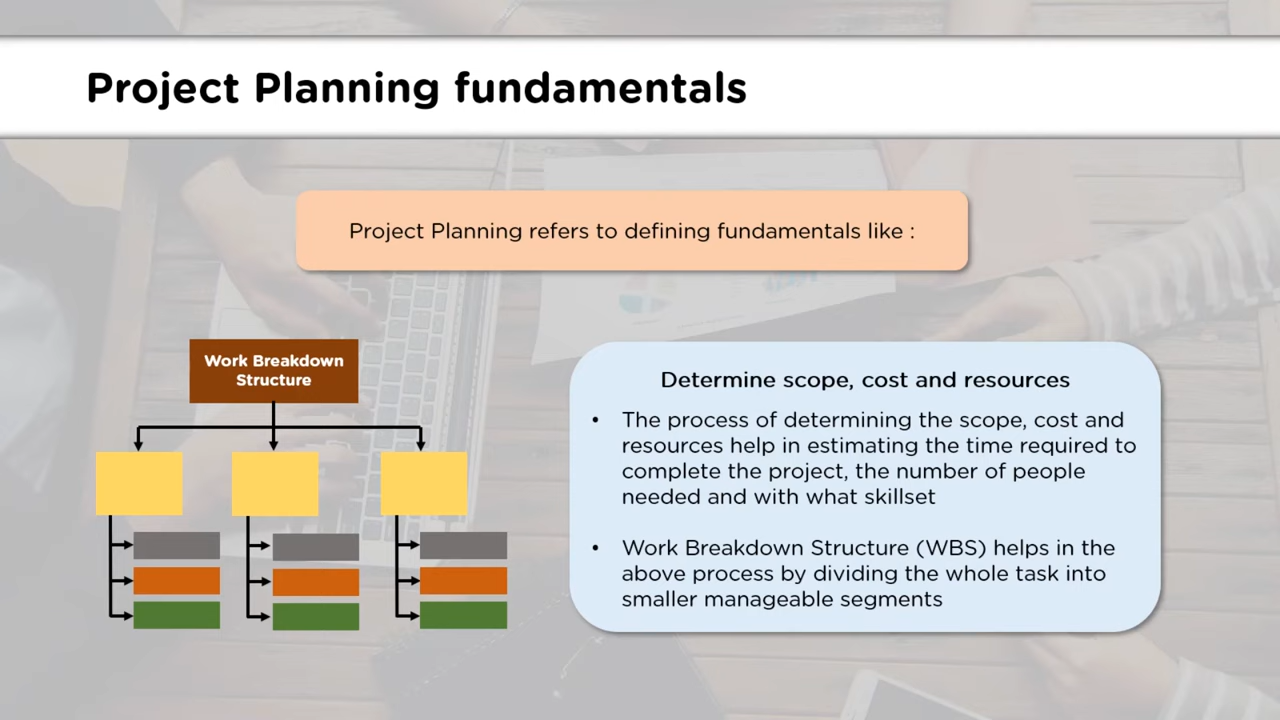 Project Planning fundamentals
Project Planning refers to defining fundamentals like :
Work Breakdown
Structure
Determine scope, cost and resources
• The process of determining the scope, cost and
resources help in estimating the time required to
complete the project, the number of people
needed and with what skillset
• Work Breakdown Structure (WBS) helps in the
above process by dividing the whole task into
smaller manageable segments